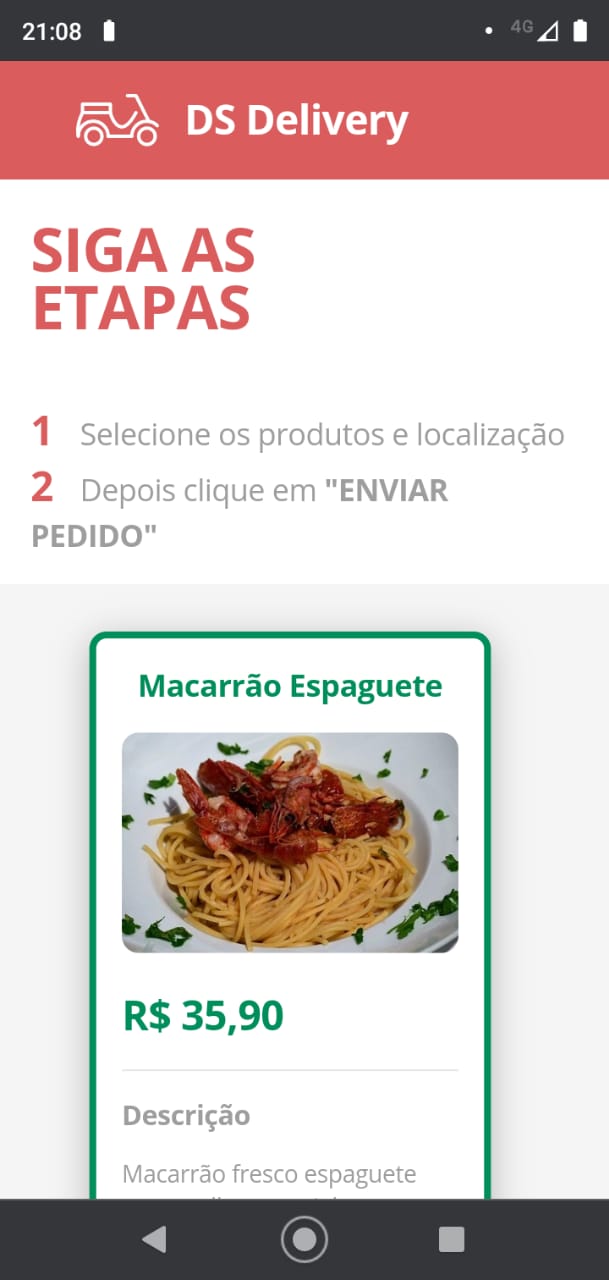 21:08
4G
DS Delivery
SIGA AS
ETAPAS
1 Selecione os produtos e localização
2 Depois clique em "ENVIAR
PEDIDO"
Macarrão Espaguete
R$ 35,90
Descrição
Macarrão fresco espaguete